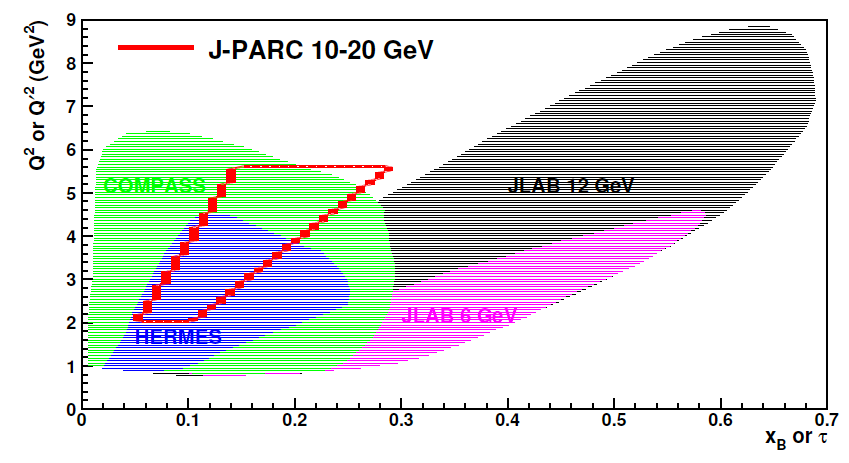 Q² or Q′² (GeV²)
9
8
7
6
5
4
3
2
1
0
J-PARC 10-20 GeV
COMPASS
JLAB 12 GeV
JLAB 6 GeV
HERMES
0 0.1 0.2 0.3 0.4 0.5 0.6 0.7
x_B or τ